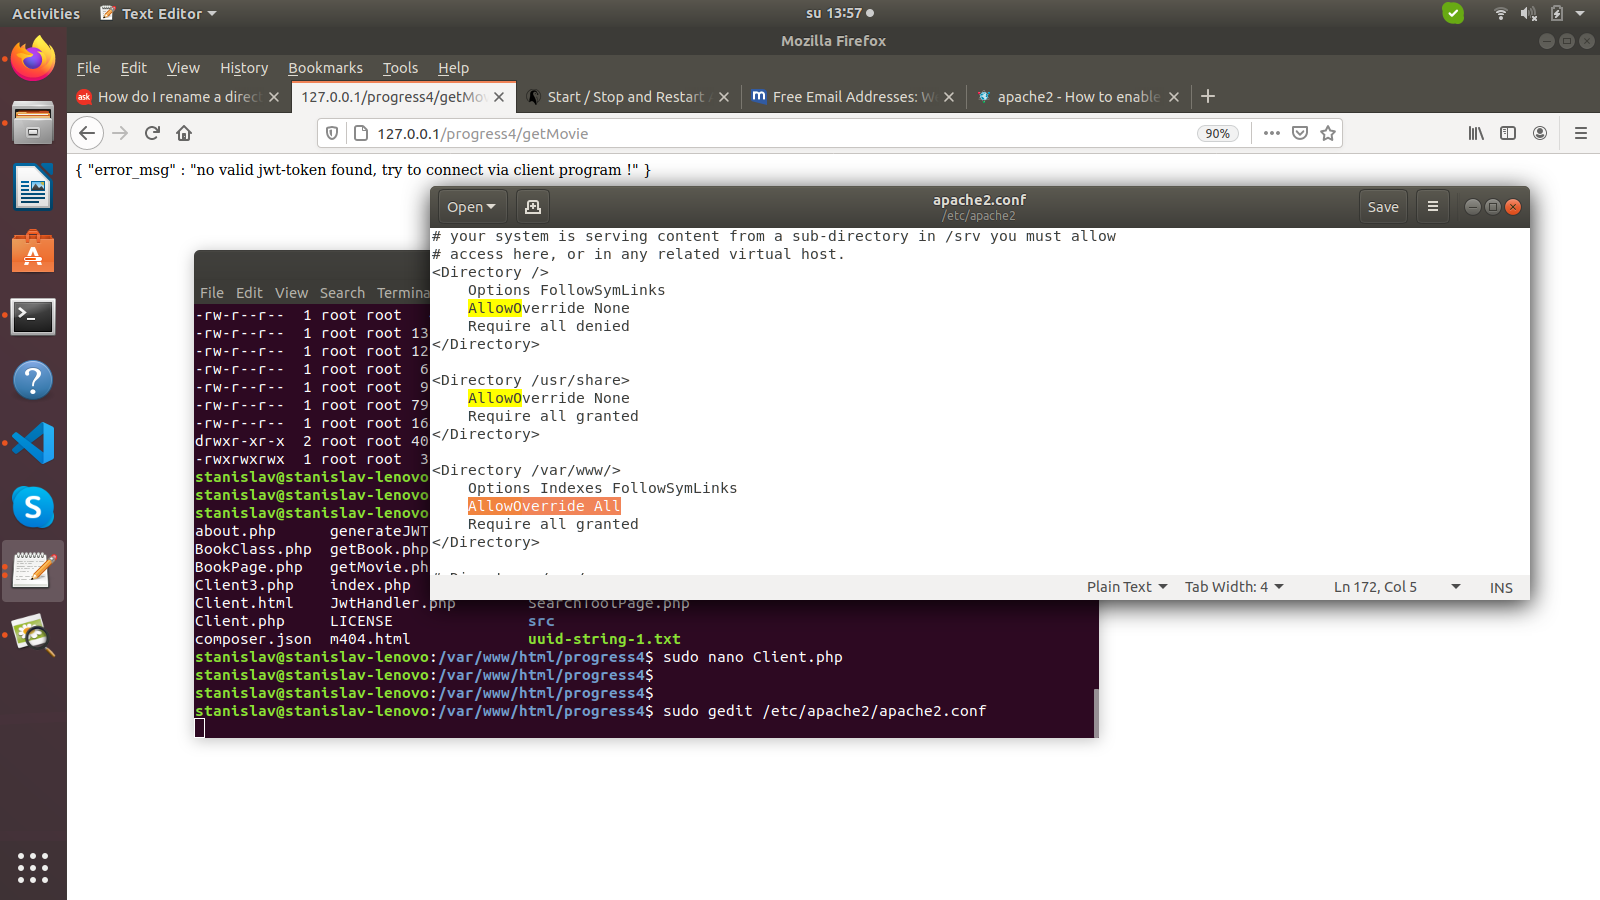 Activities
Text Editor
su 13:57
Mozilla Firefox
File Edit View History Bookmarks Tools Help
ask How do I rename a direct
127.0.0.1/progress4/getMo
Start / Stop and Restart
m Free Email Addresses: W
apache2 - How to enable
127.0.0.1/progress4/getMovie
90%
{ "error_msg" : "no valid jwt-token found, try to connect via client program !" }
Open
apache2.conf
/etc/apache2
Save
# your system is serving content from a sub-directory in /srv you must allow
# access here, or in any related virtual host.
<Directory />
Options FollowSymLinks
AllowOverride None
Require all denied
</Directory>
<Directory /usr/share>
AllowOverride None
Require all granted
</Directory>
<Directory /var/www/>
Options Indexes FollowSymLinks
AllowOverride All
Require all granted
</Directory>
Plain Text Tab Width: 4 Ln 172, Col 5 INS
File Edit View Search Termina
-rw-r--r-- 1 root root
-rw-r--r-- 1 root root 13
-rw-r--r-- 1 root root 12
-rw-r--r-- 1 root root 6
-rw-r--r-- 1 root root 9
-rw-r--r-- 1 root root 79
-rw-r--r-- 1 root root 16
drwxr-xr-x 2 root root 40
-rwxrwxrwx 1 root root 3
stanislav@stanislav-lenovo
stanislav@stanislav-lenovo
stanislav@stanislav-lenovo
about.php generateJWT
BookClass.php getBook.php
BookPage.php getMovie.ph
Client3.php index.php
Client.html JwtHandler.php SearchToolPage.php
Client.php LICENSE src
composer.json m404.html uuid-string-1.txt
stanislav@stanislav-lenovo:/var/www/html/progress4$ sudo nano Client.php
stanislav@stanislav-lenovo:/var/www/html/progress4$
stanislav@stanislav-lenovo:/var/www/html/progress4$
stanislav@stanislav-lenovo:/var/www/html/progress4$ sudo gedit /etc/apache2/apache2.conf